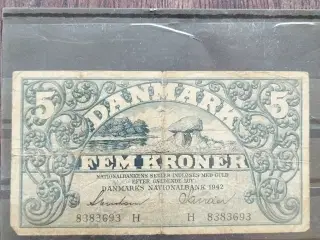 5 DANMARK 5
FEM KRONER
NATIONALBANKENS SEDLER INDLØSES MED GULD
EFTER GÆLDENDE LOV
DANMARKS NATIONALBANK 1942
8383693 H H 8383693